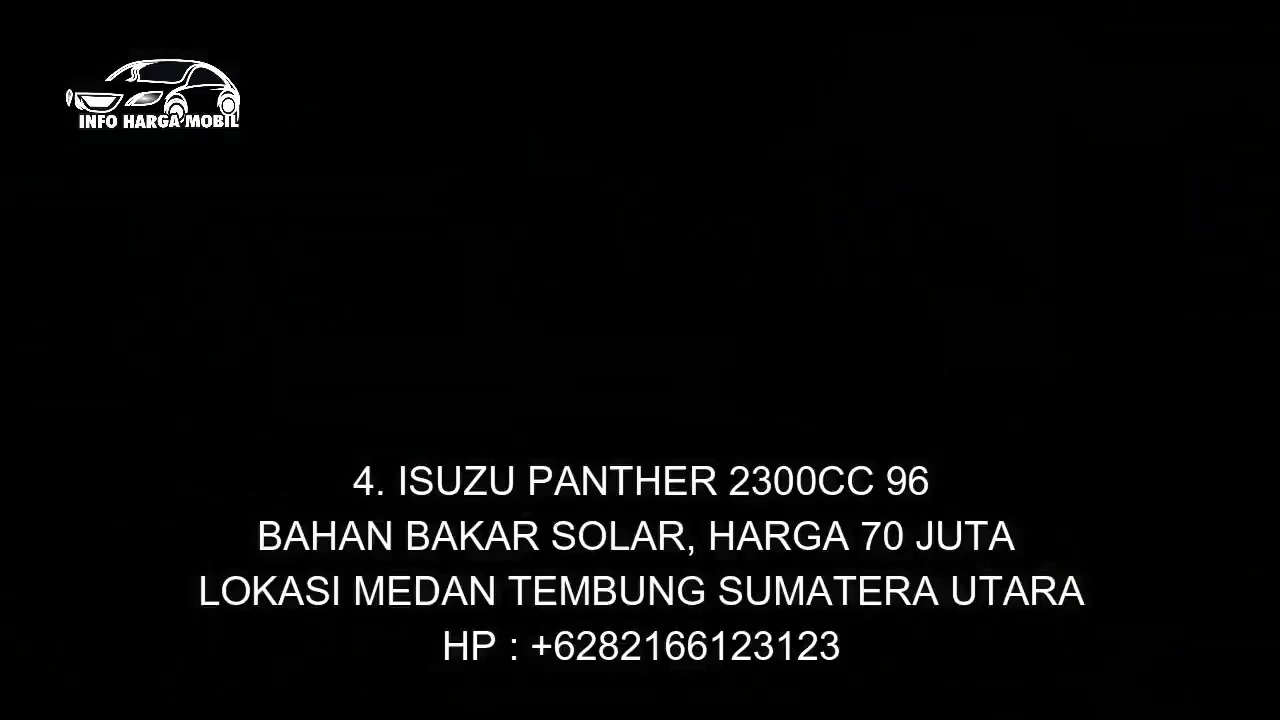 INFO HARGA MOBIL
4. ISUZU PANTHER 2300CC 96
BAHAN BAKAR SOLAR, HARGA 70 JUTA
LOKASI MEDAN TEMBUNG SUMATERA UTARA
HP : +6282166123123